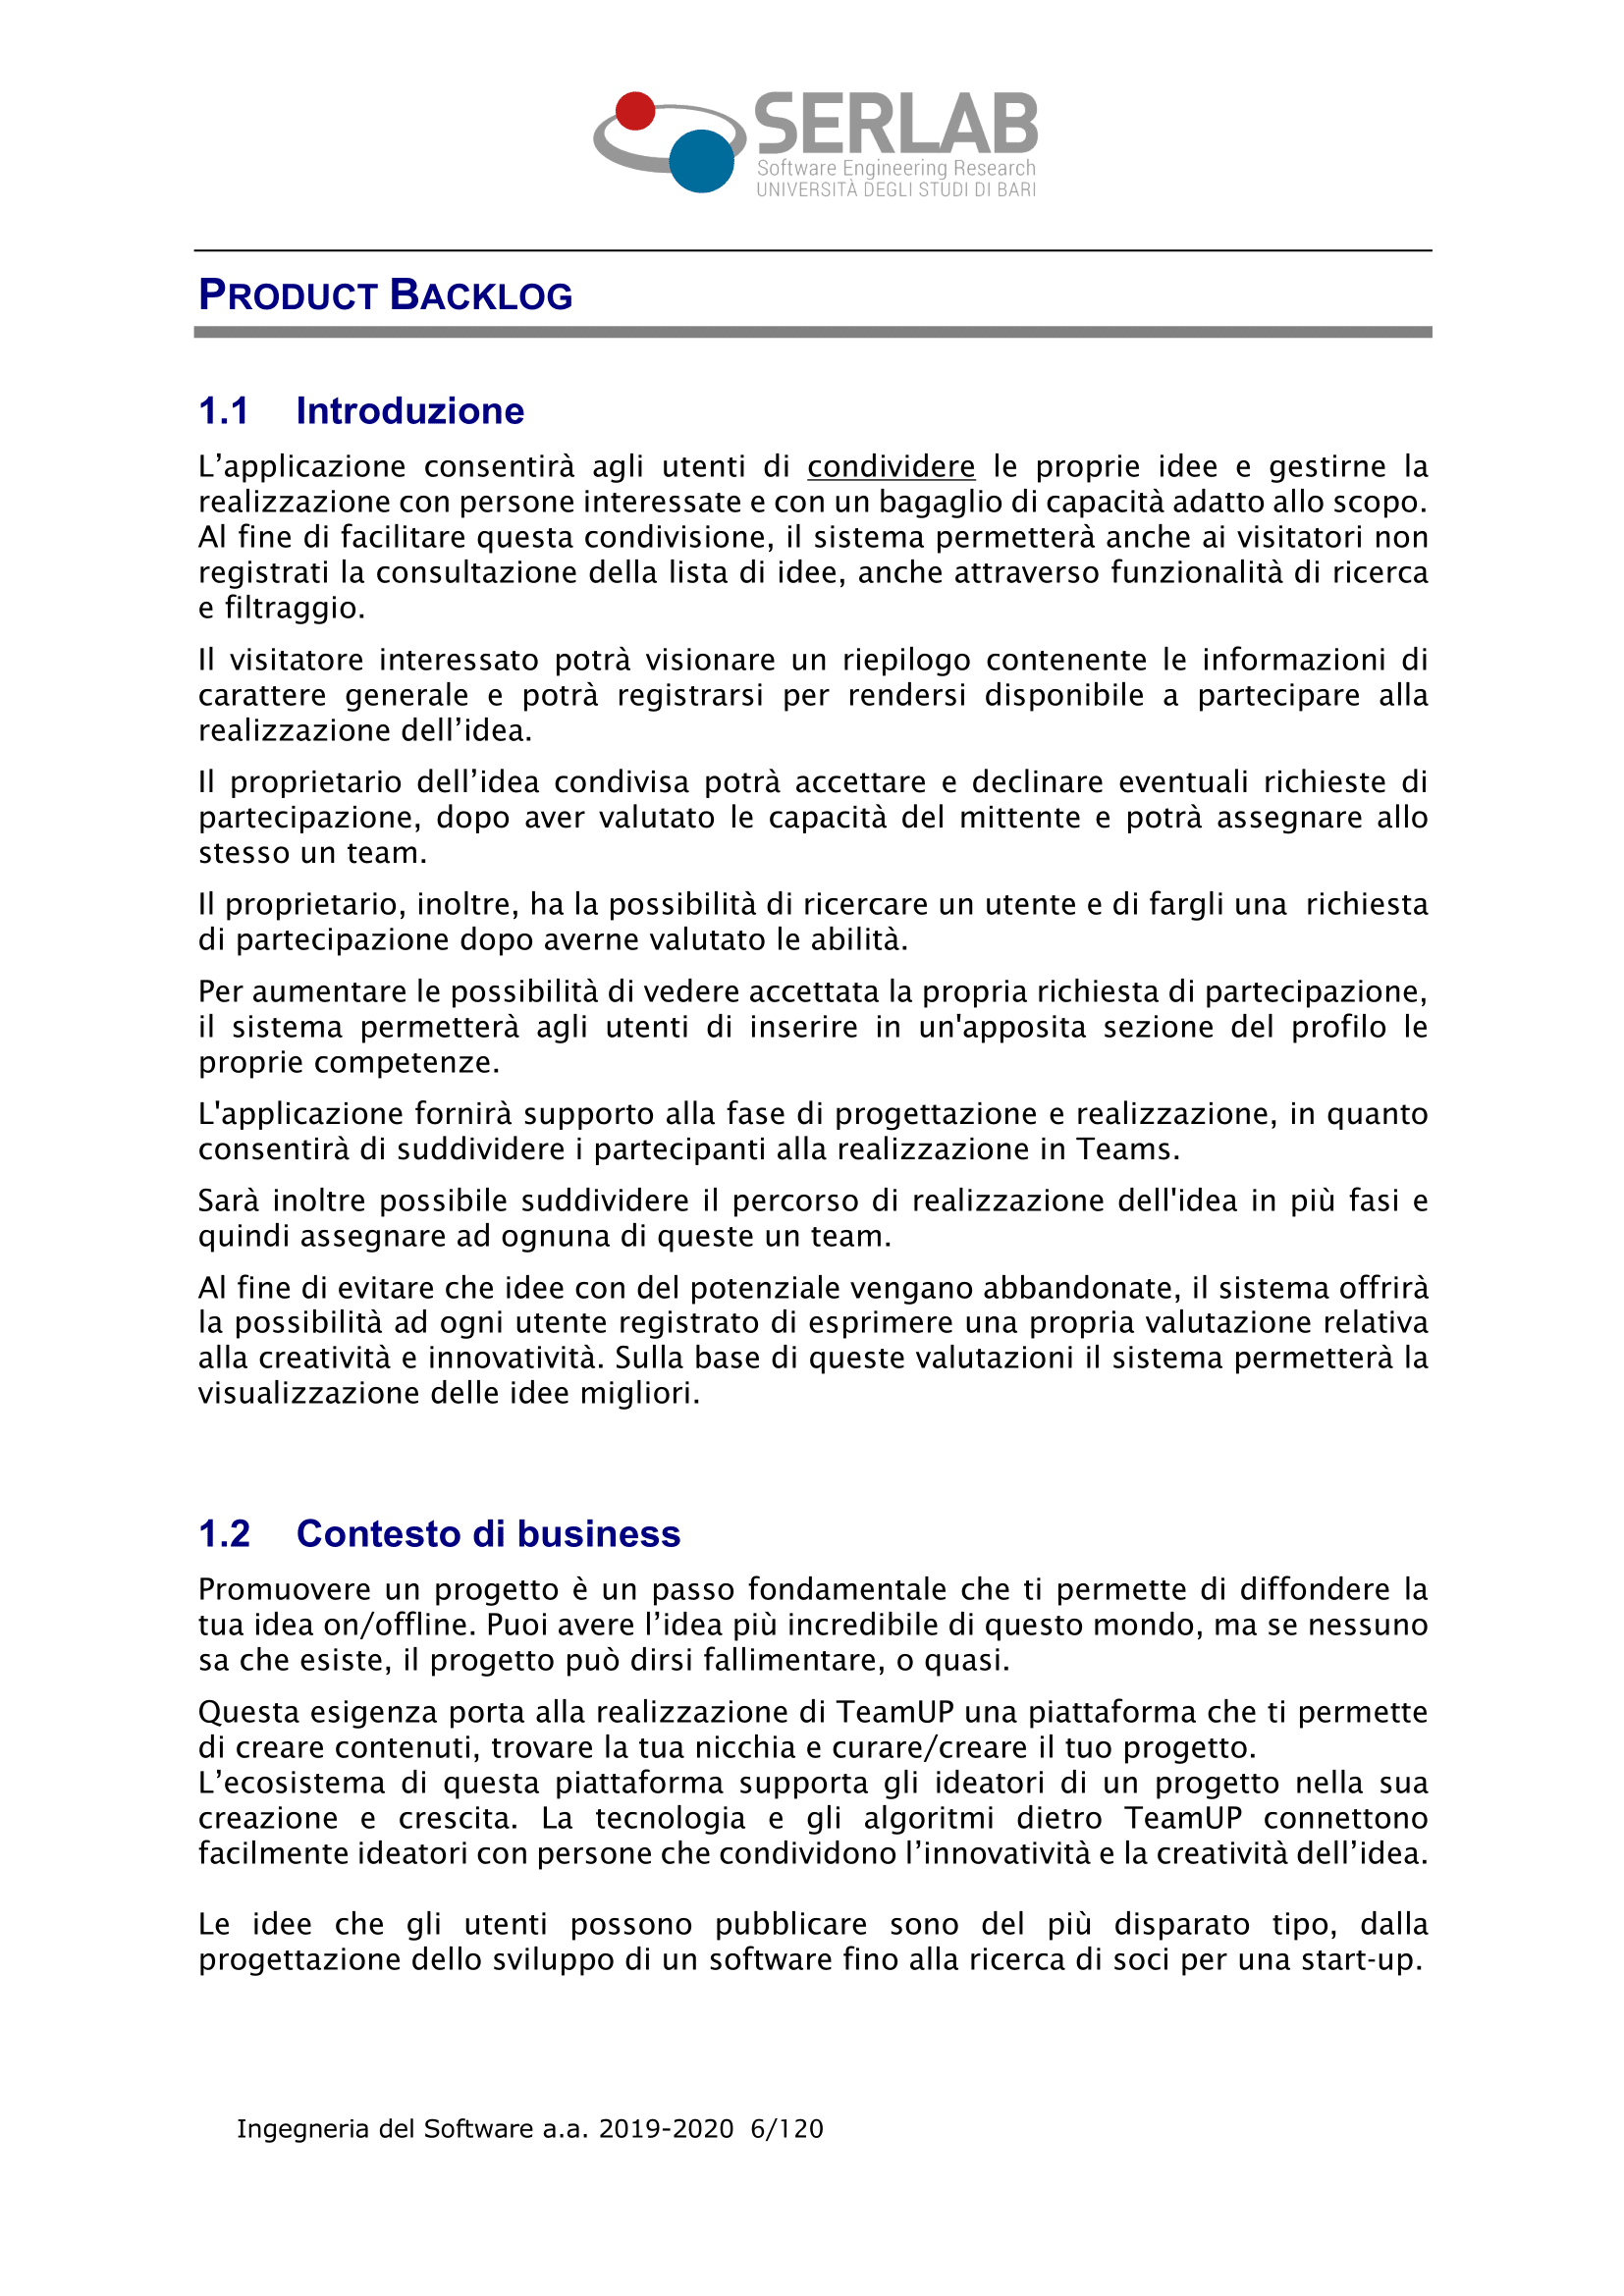 SERLAB
Software Engineering Research
UNIVERSITÀ DEGLI STUDI DI BARI
PRODUCT BACKLOG
1.1 Introduzione
L’applicazione consentirà agli utenti di condividere le proprie idee e gestirne la
realizzazione con persone interessate e con un bagaglio di capacità adatto allo scopo.
Al fine di facilitare questa condivisione, il sistema permetterà anche ai visitatori non
registrati la consultazione della lista di idee, anche attraverso funzionalità di ricerca
e filtraggio.
Il visitatore interessato potrà visionare un riepilogo contenente le informazioni di
carattere generale e potrà registrarsi per rendersi disponibile a partecipare alla
realizzazione dell’idea.
Il proprietario dell’idea condivisa potrà accettare e declinare eventuali richieste di
partecipazione, dopo aver valutato le capacità del mittente e potrà assegnare allo
stesso un team.
Il proprietario, inoltre, ha la possibilità di ricercare un utente e di fargli una richiesta
di partecipazione dopo averne valutato le abilità.
Per aumentare le possibilità di vedere accettata la propria richiesta di partecipazione,
il sistema permetterà agli utenti di inserire in un'apposita sezione del profilo le
proprie competenze.
L'applicazione fornirà supporto alla fase di progettazione e realizzazione, in quanto
consentirà di suddividere i partecipanti alla realizzazione in Teams.
Sarà inoltre possibile suddividere il percorso di realizzazione dell'idea in più fasi e
quindi assegnare ad ognuna di queste un team.
Al fine di evitare che idee con del potenziale vengano abbandonate, il sistema offrirà
la possibilità ad ogni utente registrato di esprimere una propria valutazione relativa
alla creatività e innovatività. Sulla base di queste valutazioni il sistema permetterà la
visualizzazione delle idee migliori.
1.2 Contesto di business
Promuovere un progetto è un passo fondamentale che ti permette di diffondere la
tua idea on/offline. Puoi avere l’idea più incredibile di questo mondo, ma se nessuno
sa che esiste, il progetto può dirsi fallimentare, o quasi.
Questa esigenza porta alla realizzazione di TeamUP una piattaforma che ti permette
di creare contenuti, trovare la tua nicchia e curare/creare il tuo progetto.
L’ecosistema di questa piattaforma supporta gli ideatori di un progetto nella sua
creazione e crescita. La tecnologia e gli algoritmi dietro TeamUP connettono
facilmente ideatori con persone che condividono l’innovatività e la creatività dell’idea.
Le idee che gli utenti possono pubblicare sono del più disparato tipo, dalla
progettazione dello sviluppo di un software fino alla ricerca di soci per una start-up.
Ingegneria del Software a.a. 2019-2020 6/120